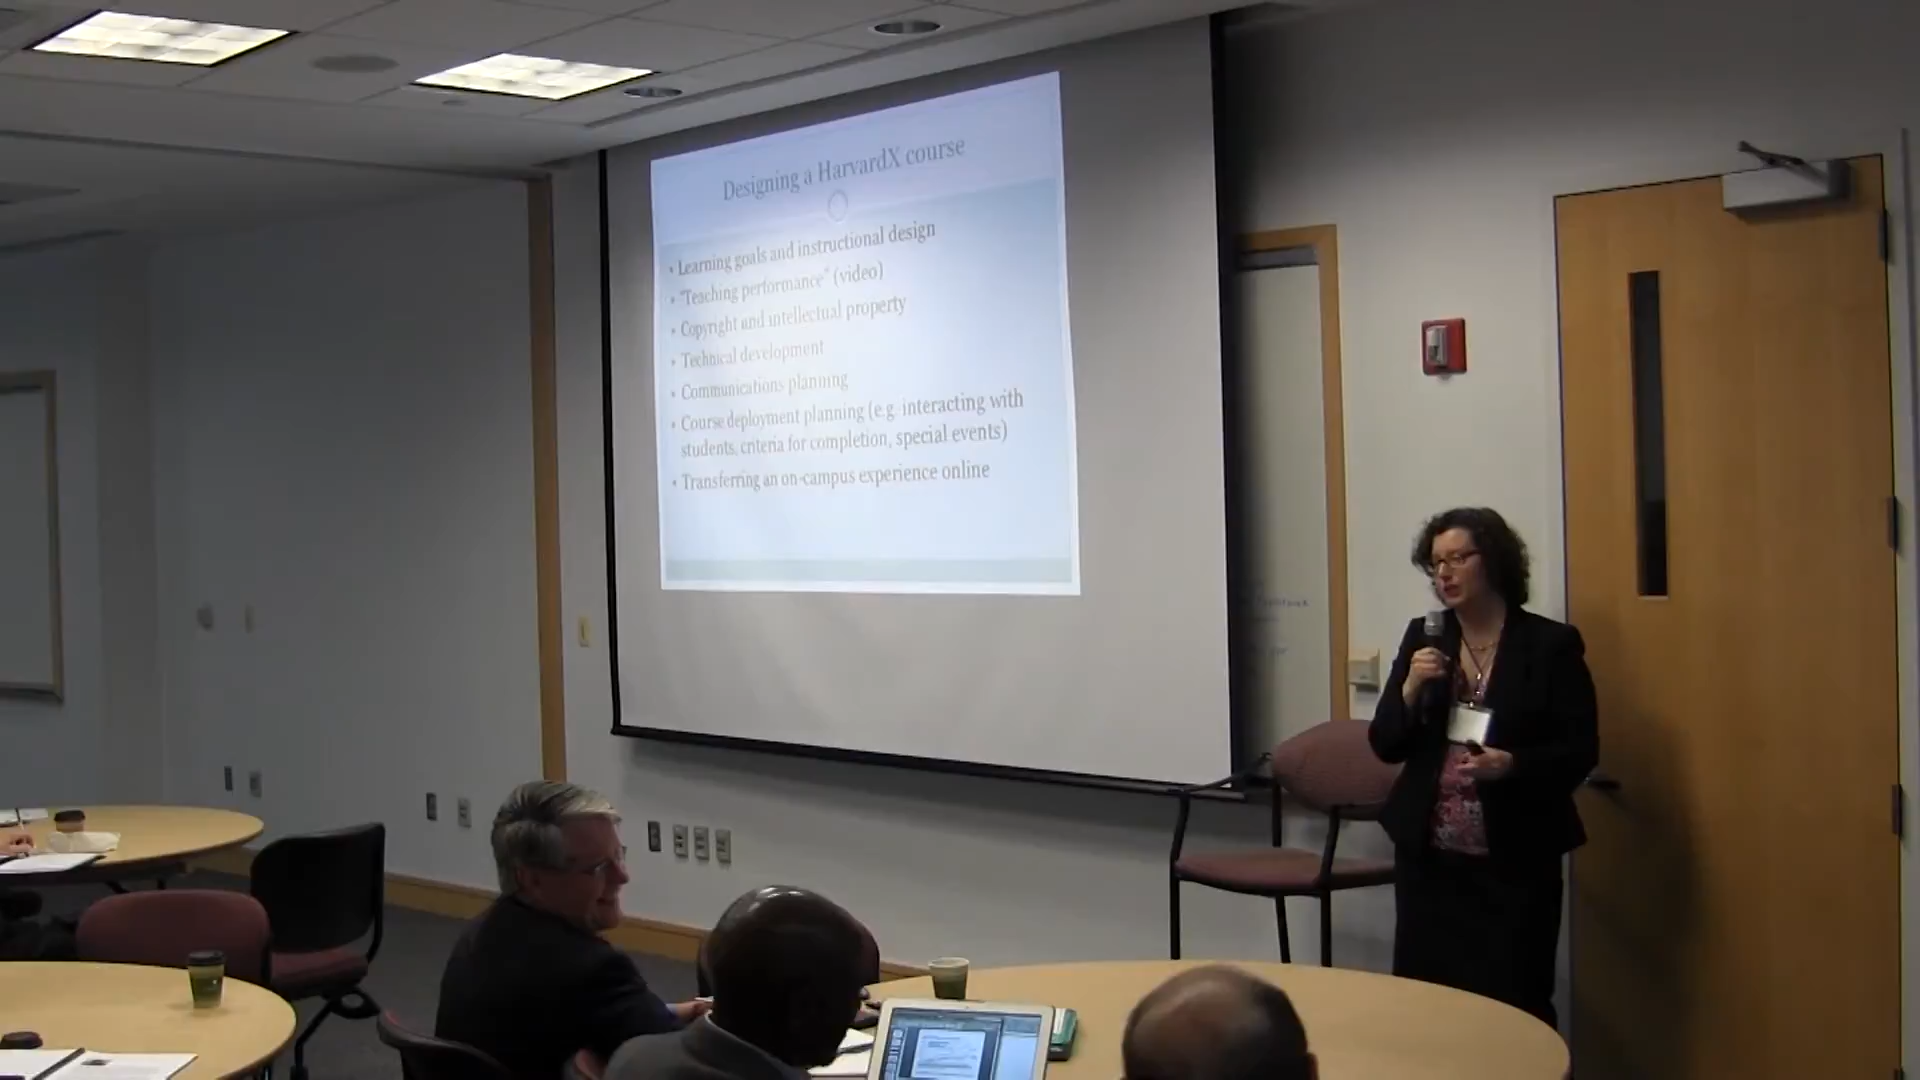 Designing a HarvardX course
• Learning goals and instructional design
• "Teaching performance" (video)
• Copyright and intellectual property
• Technical development
• Communications planning
• Course deployment planning (e.g. interacting with
students, criteria for completion, special events)
• Transferring an on-campus experience online